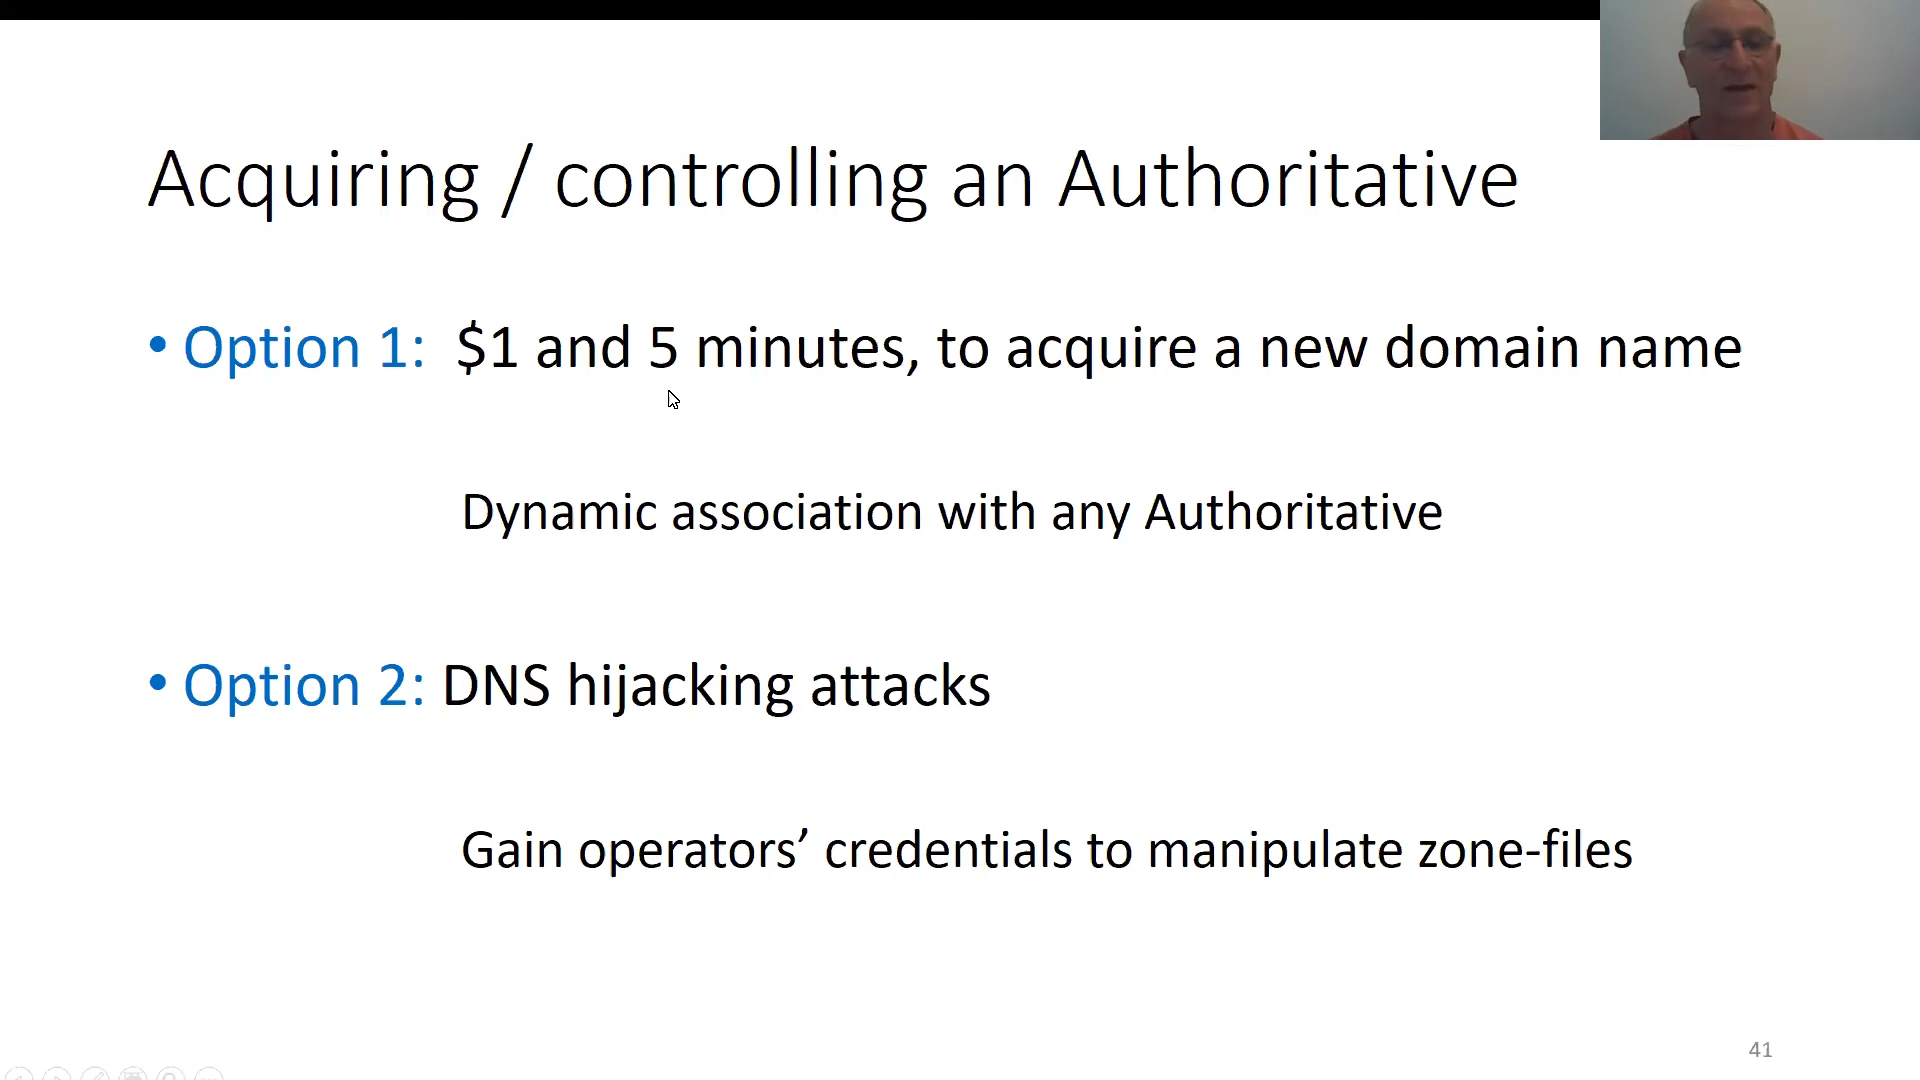 Acquiring / controlling an Authoritative
• Option 1: $1 and 5 minutes, to acquire a new domain name
Dynamic association with any Authoritative
• Option 2: DNS hijacking attacks
Gain operators’ credentials to manipulate zone-files
41